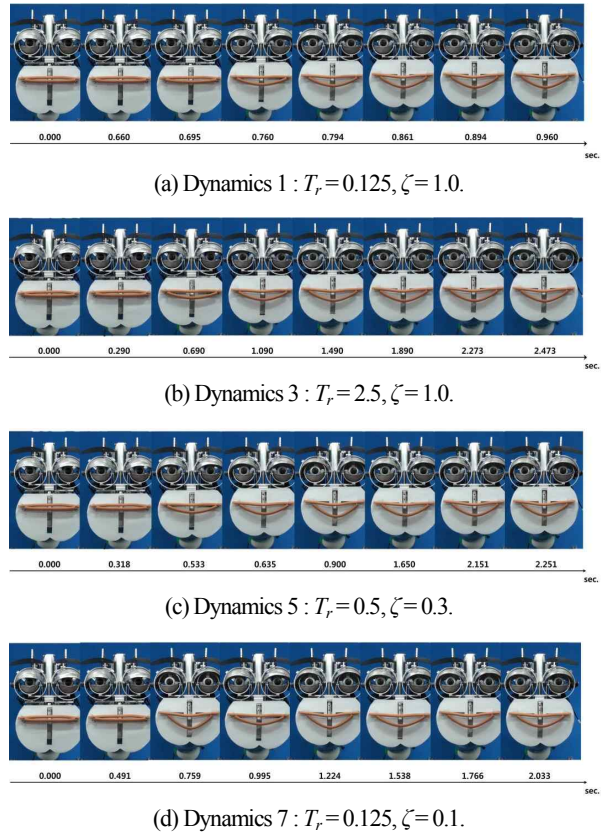 0.000 0.660 0.695 0.760 0.794 0.861 0.894 0.960
sec.
(a) Dynamics 1 : Tr = 0.125, ζ = 1.0.
0.000 0.290 0.690 1.090 1.490 1.890 2.273 2.473
sec.
(b) Dynamics 3 : Tr = 2.5, ζ = 1.0.
0.000 0.318 0.533 0.635 0.900 1.650 2.151 2.251
sec.
(c) Dynamics 5 : Tr = 0.5, ζ = 0.3.
0.000 0.491 0.759 0.995 1.224 1.538 1.766 2.033
sec.
(d) Dynamics 7 : Tr = 0.125, ζ = 0.1.